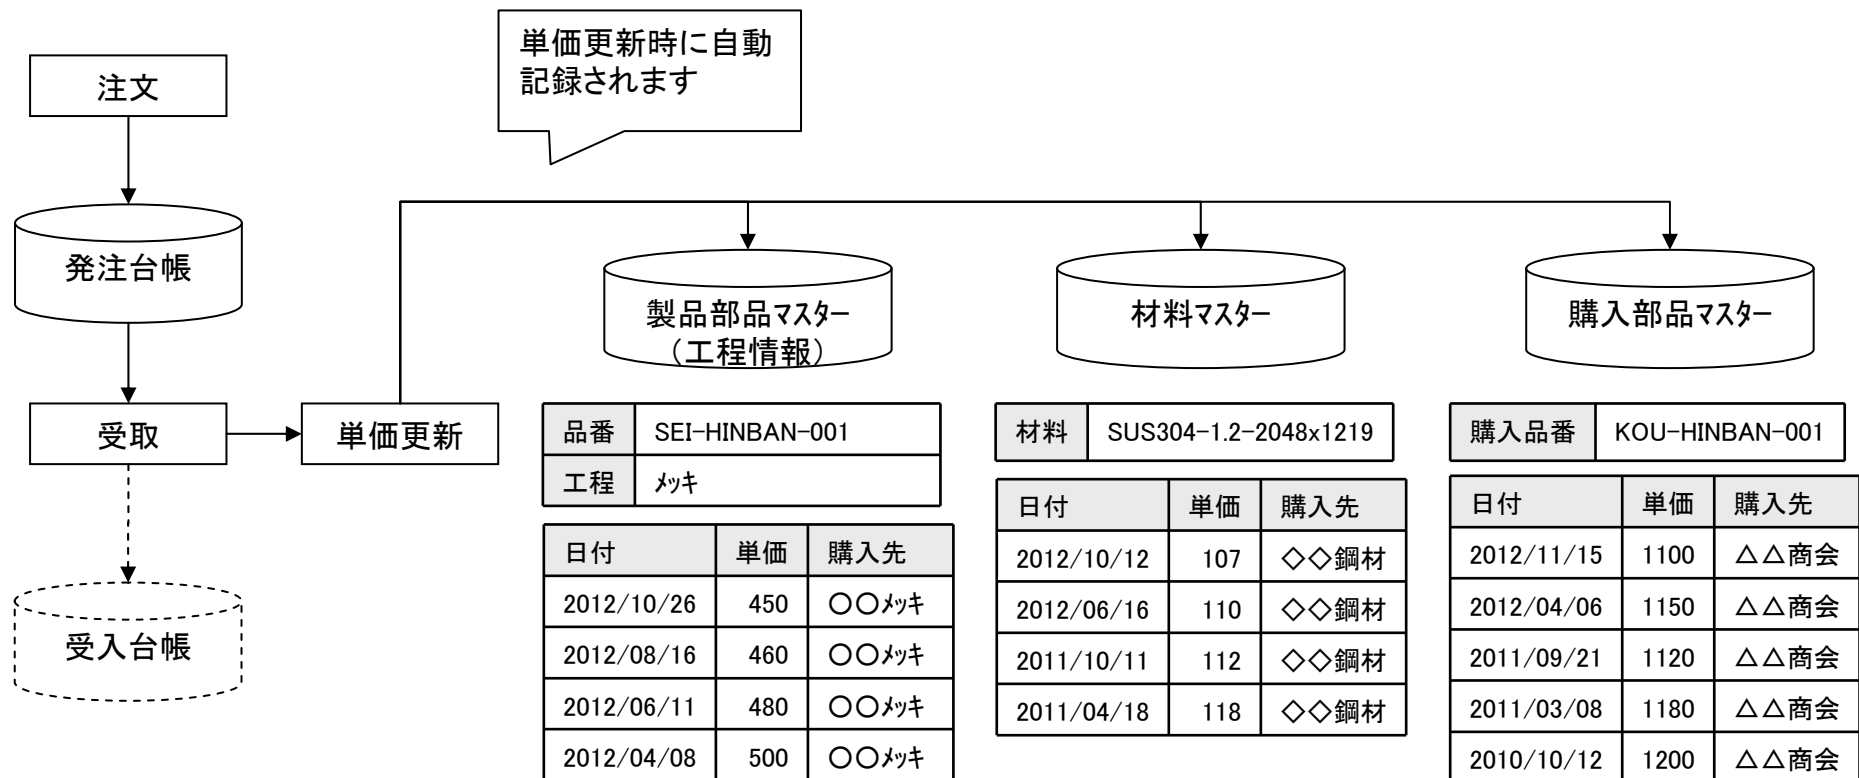 単価更新時に自動
記録されます
注文
発注台帳
受取
単価更新
受入台帳
製品部品ﾏｽﾀｰ
（工程情報）
材料ﾏｽﾀｰ
購入部品ﾏｽﾀｰ
品番 SEI-HINBAN-001
工程 ﾒｯｷ
日付 単価 購入先
2012/10/26 450 〇〇ﾒｯｷ
2012/08/16 460 〇〇ﾒｯｷ
2012/06/11 480 〇〇ﾒｯｷ
2012/04/08 500 〇〇ﾒｯｷ
材料 SUS304-1.2-2048x1219
日付 単価 購入先
2012/10/12 107 ◇◇鋼材
2012/06/16 110 ◇◇鋼材
2011/10/11 112 ◇◇鋼材
2011/04/18 118 ◇◇鋼材
購入品番 KOU-HINBAN-001
日付 単価 購入先
2012/11/15 1100 △△商会
2012/04/06 1150 △△商会
2011/09/21 1120 △△商会
2011/03/08 1180 △△商会
2010/10/12 1200 △△商会